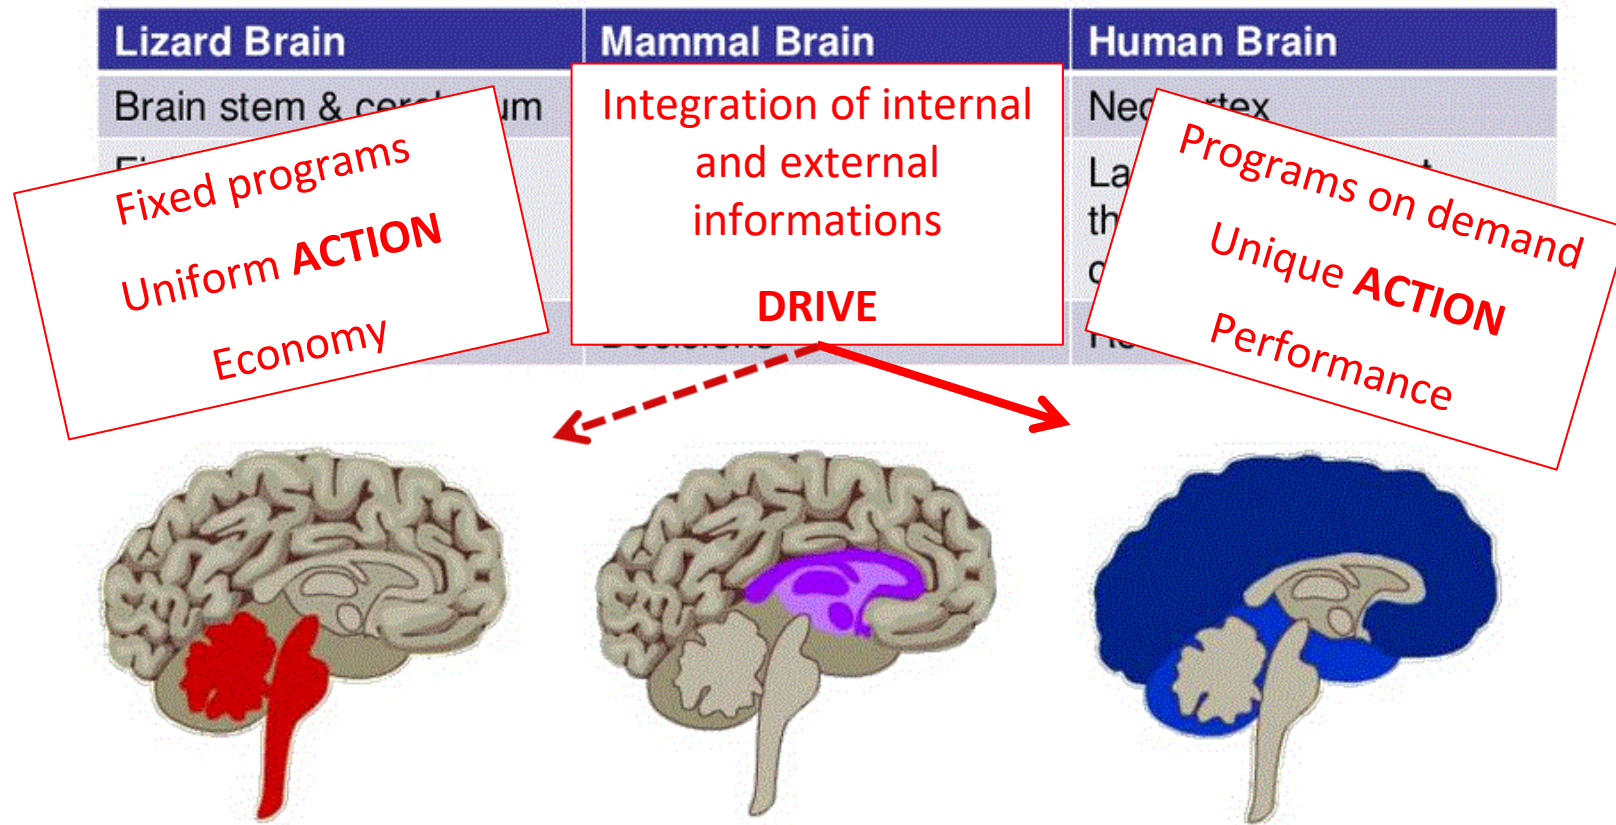 Lizard Brain
Mammal Brain
Human Brain
Brain stem &
Fixed programs
Uniform ACTION
Economy
Integration of internal
and external
informations
DRIVE
Programs on demand
Unique ACTION
Performance